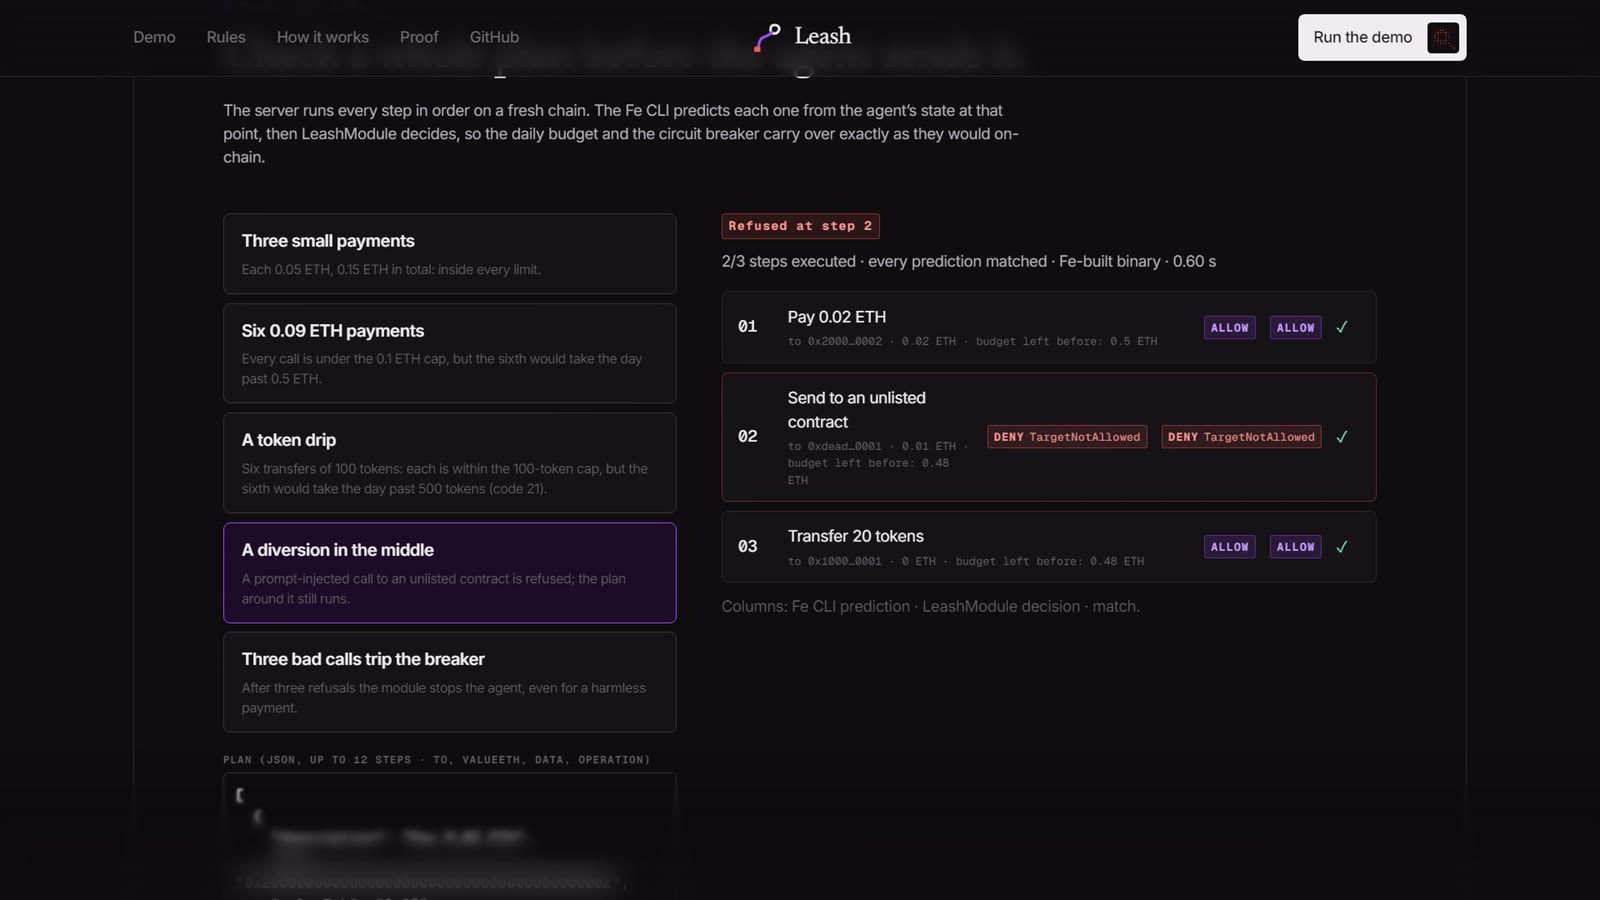 Demo
Rules
How it works
Proof
GitHub
Leash
Run the demo
Check a whole plan before the agent sends it.
The server runs every step in order on a fresh chain. The Fe CLI predicts each one from the agent’s state at that
point, then LeashModule decides, so the daily budget and the circuit breaker carry over exactly as they would on-
chain.
Three small payments
Each 0.05 ETH, 0.15 ETH in total: inside every limit.
Six 0.09 ETH payments
Every call is under the 0.1 ETH cap, but the sixth would take the day
past 0.5 ETH.
A token drip
Six transfers of 100 tokens: each is within the 100-token cap, but the
sixth would take the day past 500 tokens (code 21).
A diversion in the middle
A prompt-injected call to an unlisted contract is refused; the plan
around it still runs.
Three bad calls trip the breaker
After three refusals the module stops the agent, even for a harmless
payment.
PLAN (JSON, UP TO 12 STEPS · TO, VALUEETH, DATA, OPERATION)
[
{
Refused at step 2
2/3 steps executed · every prediction matched · Fe-built binary · 0.60 s
01
Pay 0.02 ETH
to 0x2000…0002 · 0.02 ETH · budget left before: 0.5 ETH
ALLOW
ALLOW
✓
02
Send to an unlisted
contract
to 0xdead…0001 · 0.01 ETH ·
budget left before: 0.48
ETH
DENY TargetNotAllowed
DENY TargetNotAllowed
✓
03
Transfer 20 tokens
to 0x1000…0001 · 0 ETH · budget left before: 0.48 ETH
ALLOW
ALLOW
✓
Columns: Fe CLI prediction · LeashModule decision · match.